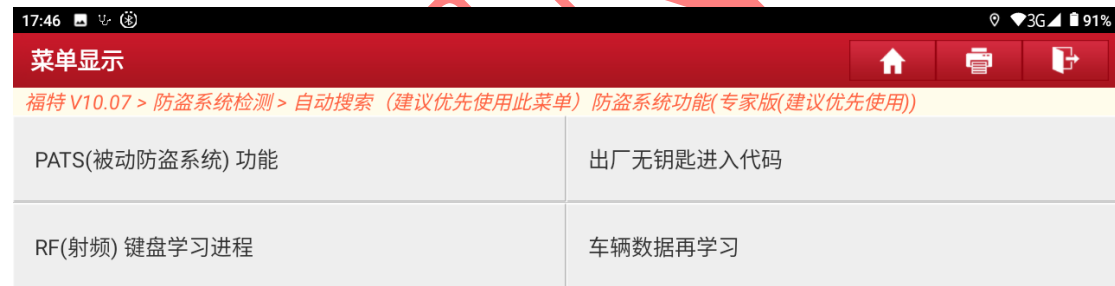 17:46 3G 91%
菜单显示
福特 V10.07 > 防盗系统检测 > 自动搜索（建议优先使用此菜单）防盗系统功能(专家版(建议优先使用))
PATS(被动防盗系统) 功能
出厂无钥匙进入代码
RF(射频) 键盘学习进程
车辆数据再学习